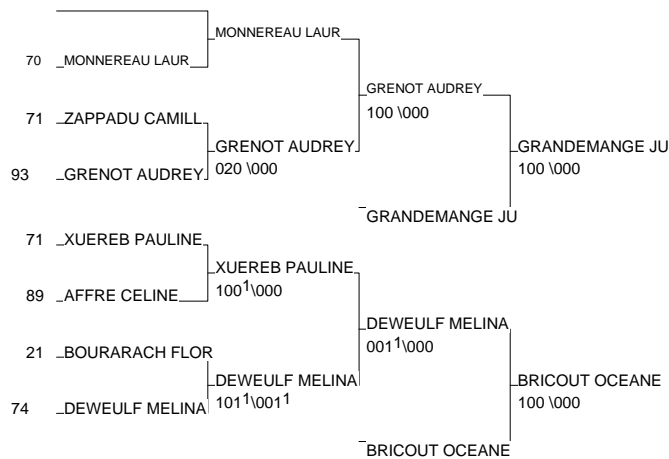 MONNEREAU LAUR
70 MONNEREAU LAUR
GRENOT AUDREY
100 \000
71 ZAPPADU CAMILL
GRENOT AUDREY
020 \000
GRANDEMANGE JU
100 \000
93 GRENOT AUDREY
GRANDEMANGE JU
71 XUEREB PAULINE
XUEREB PAULINE
100¹\000
89 AFFRE CELINE
DEWEULF MELINA
001¹\000
21 BOURARACH FLOR
DEWEULF MELINA
101¹\001¹
BRICOUT OCEANE
100 \000
74 DEWEULF MELINA
BRICOUT OCEANE